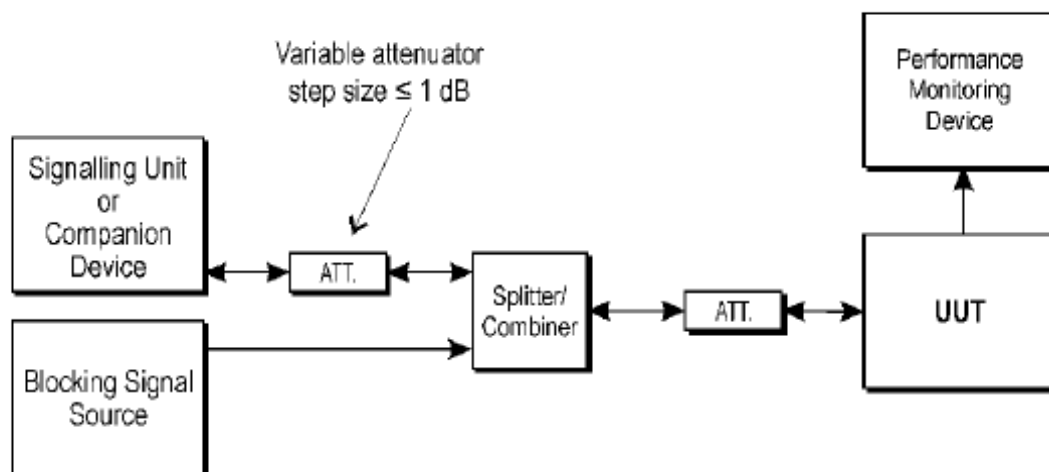 Variable attenuator
step size ≤ 1 dB
Performance
Monitoring
Device
Signalling Unit
or
Companion
Device
ATT.
Splitter/
Combiner
ATT.
UUT
Blocking Signal
Source